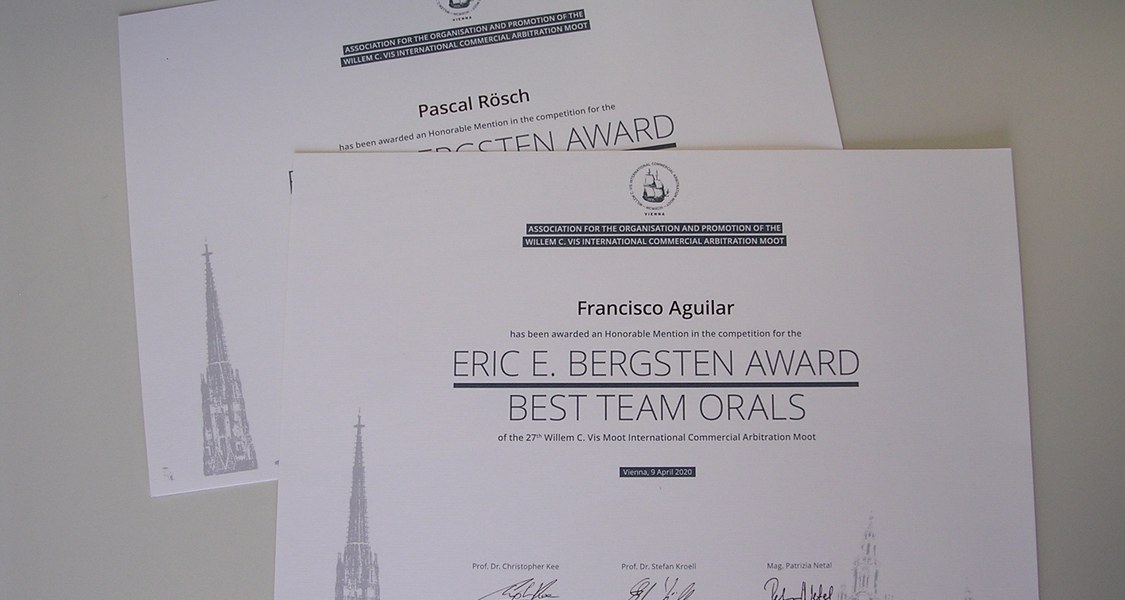 VIENNA
ASSOCIATION FOR THE ORGANISATION AND PROMOTION OF THE
WILLEM C. VIS INTERNATIONAL COMMERCIAL ARBITRATION MOOT
Pascal Rösch
has been awarded an Honorable Mention in the competition for the
BERGSTEN AWARD
VIENNA
ASSOCIATION FOR THE ORGANISATION AND PROMOTION OF THE
WILLEM C. VIS INTERNATIONAL COMMERCIAL ARBITRATION MOOT
Francisco Aguilar
has been awarded an Honorable Mention in the competition for the
ERIC E. BERGSTEN AWARD
BEST TEAM ORALS
of the 27th Willem C. Vis Moot International Commercial Arbitration Moot
Vienna, 9 April 2020
Prof. Dr. Christopher Kee
Prof. Dr. Stefan Kroell
Mag. Patrizia Netal